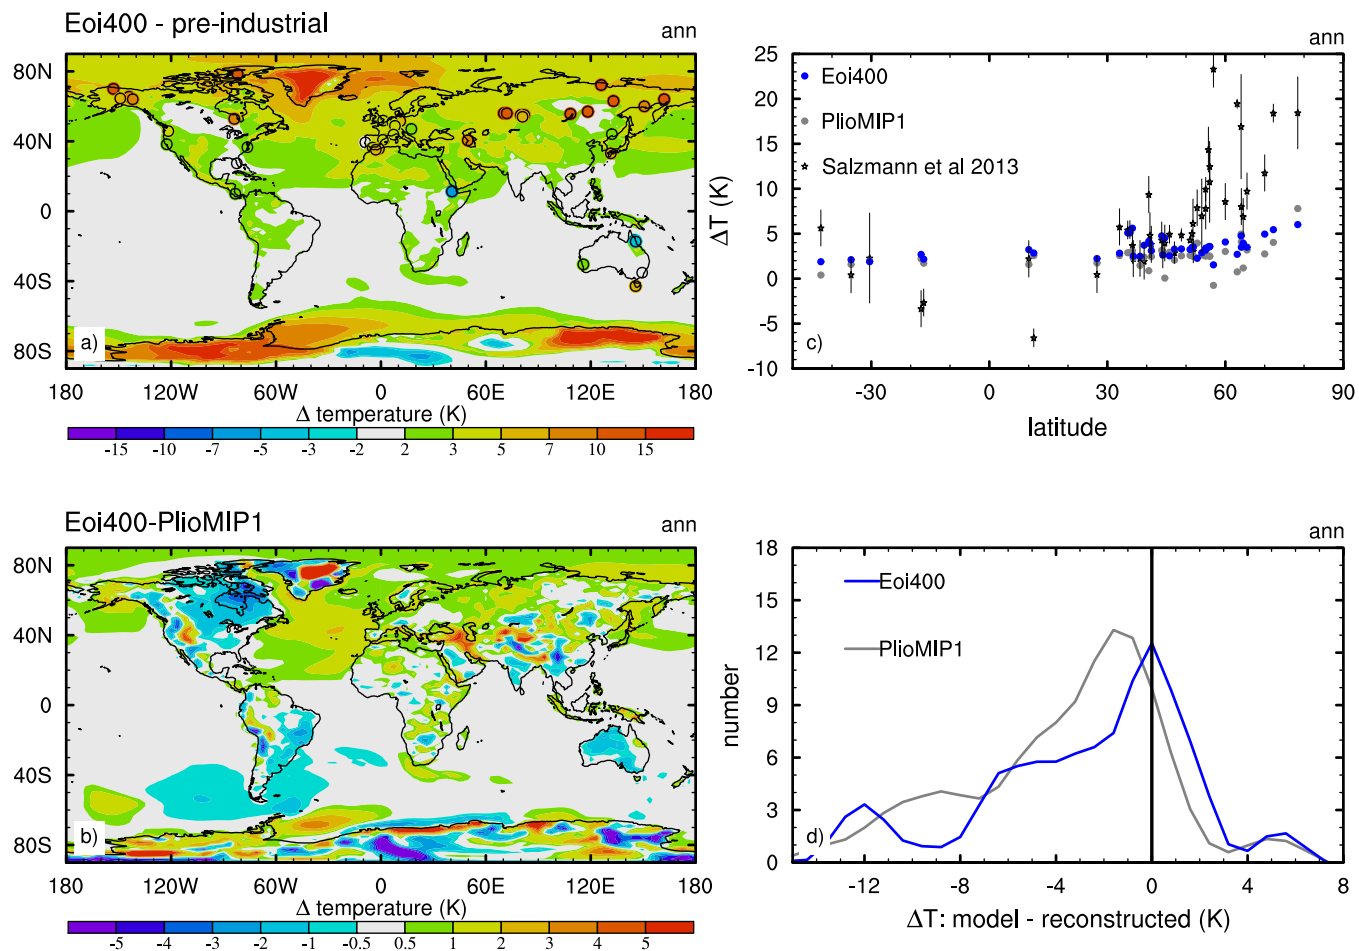 Eoi400 - pre-industrial
ann
80N
40N
0
40S
80S
a)
180 120W 60W 0 60E 120E 180
Δ temperature (K)
-15 -10 -7 -5 -3 -2 2 3 5 7 10 15
ann
25
20
15
10
5
0
-5
-10
ΔT (K)
Eoi400
PlioMIP1
Salzmann et al 2013
c)
-30 0 30 60 90
latitude
Eoi400-PlioMIP1
ann
80N
40N
0
40S
80S
b)
180 120W 60W 0 60E 120E 180
Δ temperature (K)
-5 -4 -3 -2 -1 -0.5 0.5 1 2 3 4 5
ann
18
15
12
9
6
3
0
number
Eoi400
PlioMIP1
d)
-12 -8 -4 0 4 8
ΔT: model - reconstructed (K)